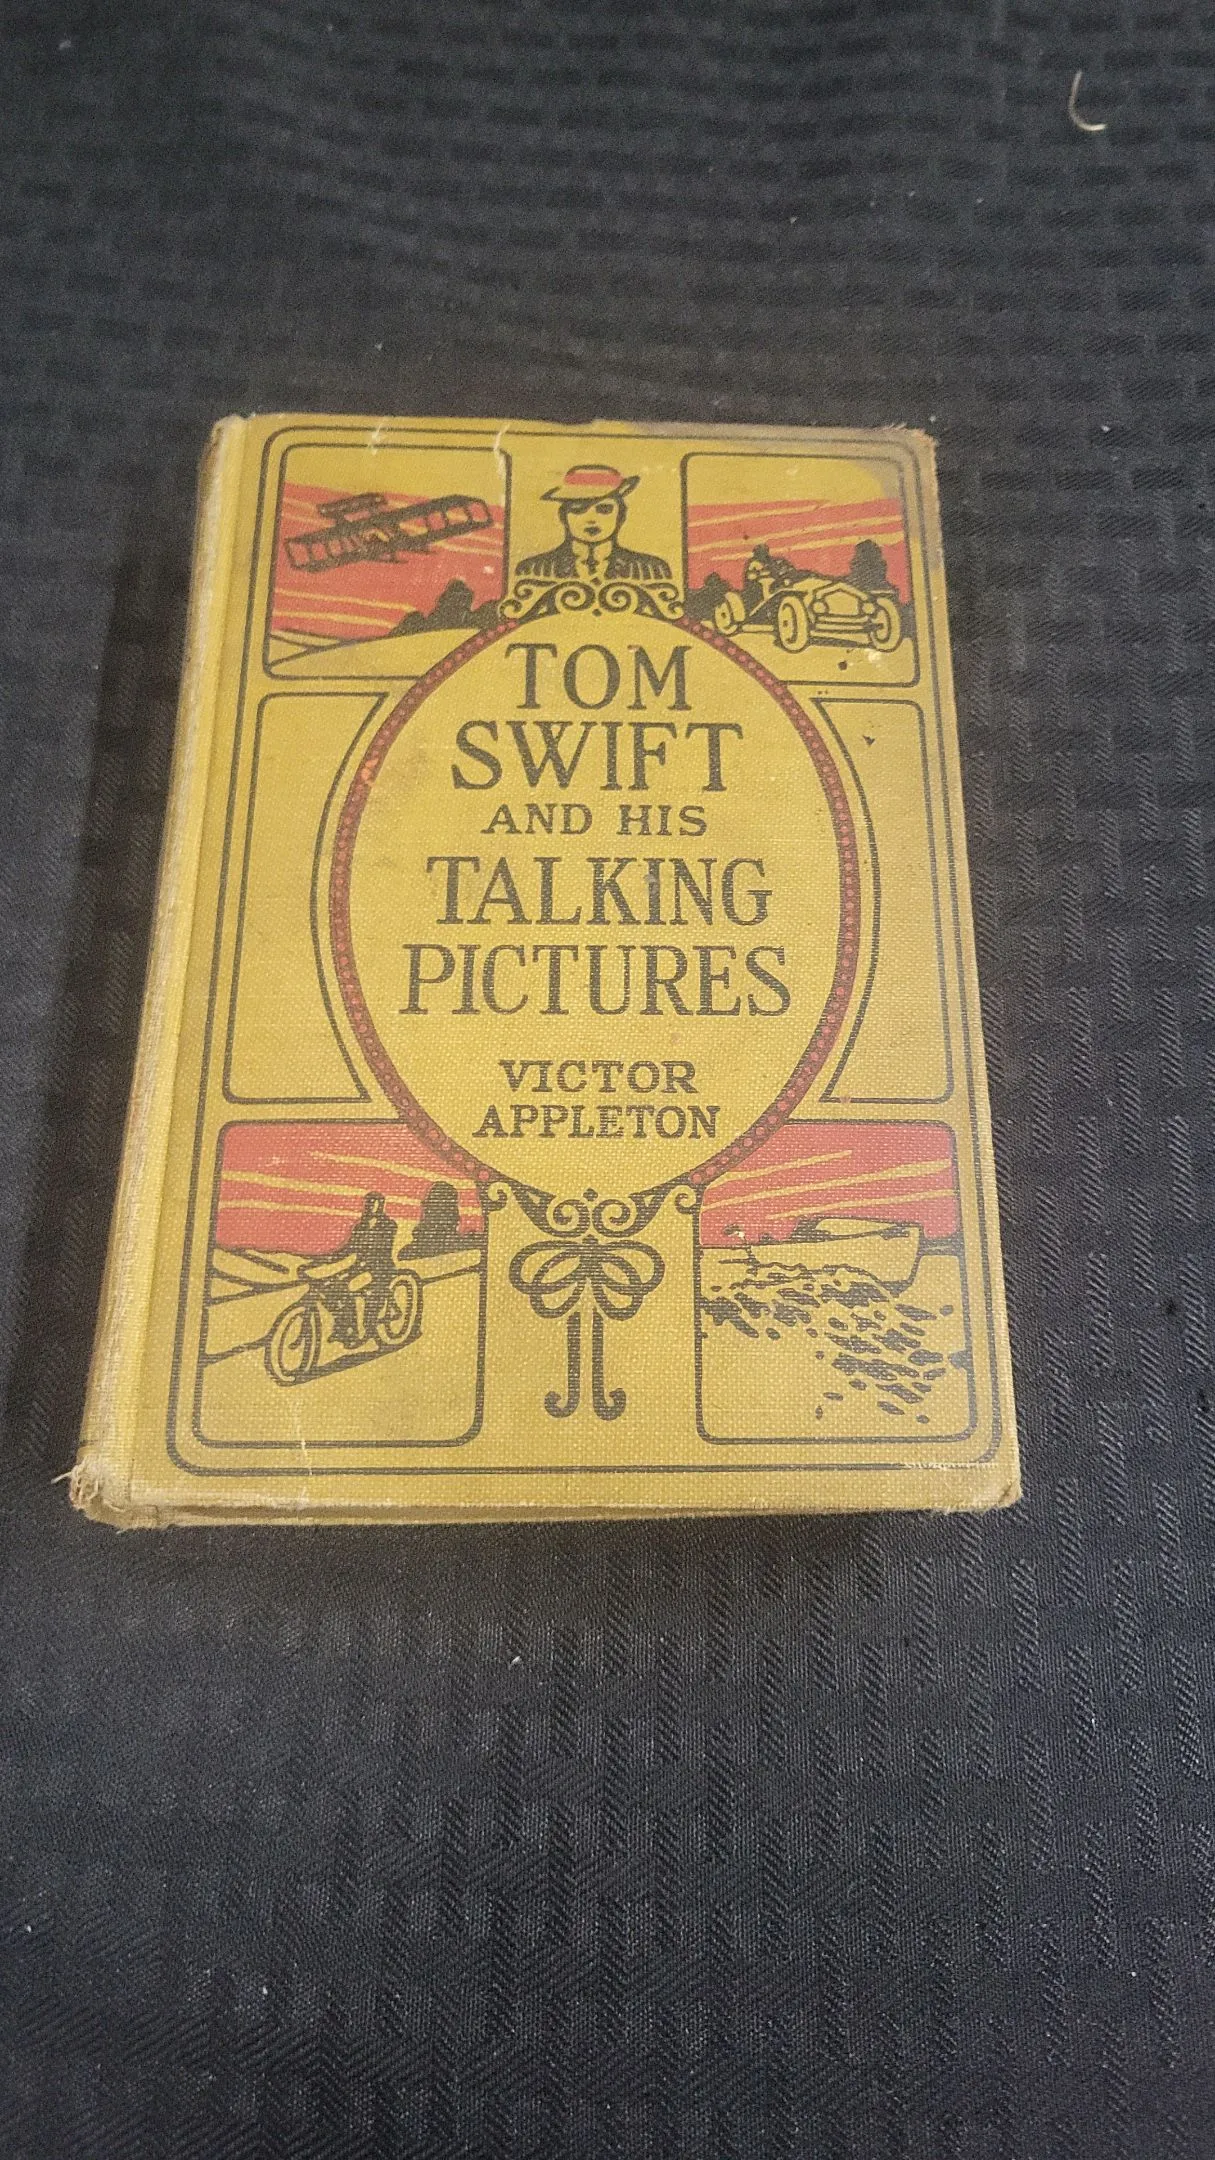 TOM
SWIFT
AND HIS
TALKING
PICTURES
VICTOR
APPLETON